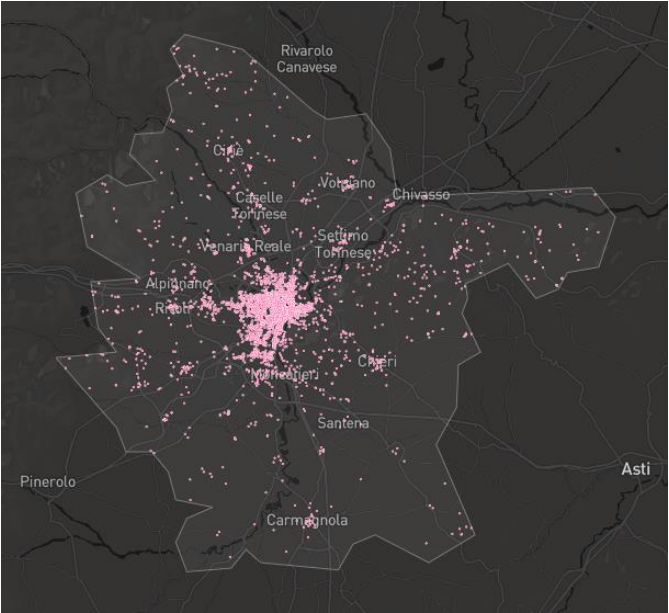 Rivarolo
Canavese
Ciriè
Volpiano
Chivasso
Caselle
Torinese
Settimo
Torinese
Venaria Reale
Alpignano
Rivoli
Chieri
Moncalieri
Santena
Asti
Pinerolo
Carmagnola